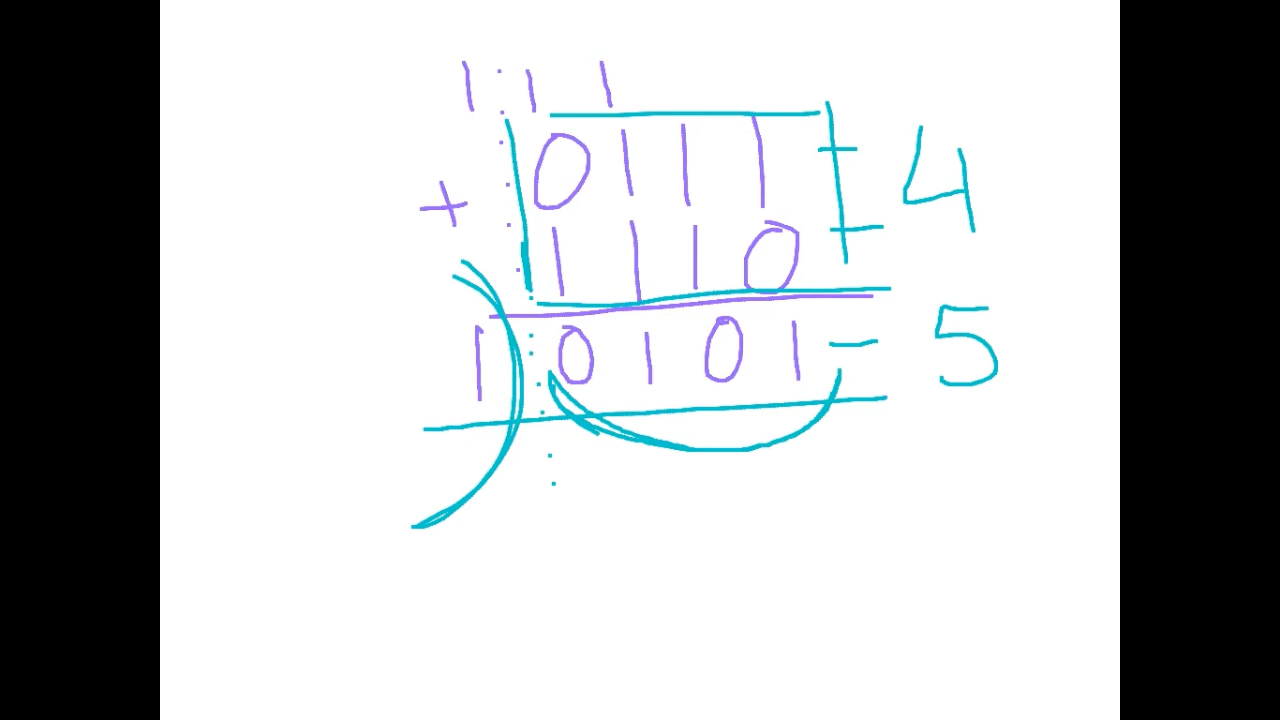 1 1 1
0 1 1 1 = 4
+ 1 1 1 0
1 0 1 0 1 = 5